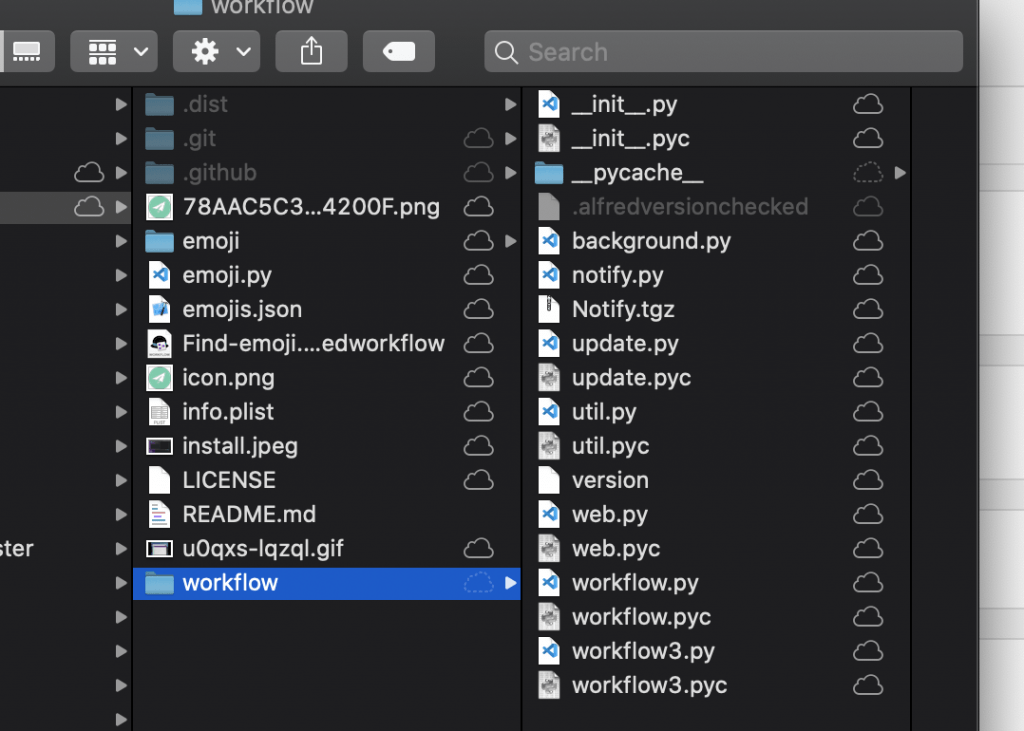 workflow
Search
ster
.dist
.git
.github
78AAC5C3...4200F.png
emoji
emoji.py
emojis.json
Find-emoji....edworkflow
icon.png
info.plist
install.jpeg
LICENSE
README.md
u0qxs-lqzql.gif
workflow
__init__.py
__init__.pyc
__pycache__
.alfredversionchecked
background.py
notify.py
Notify.tgz
update.py
update.pyc
util.py
util.pyc
version
web.py
web.pyc
workflow.py
workflow.pyc
workflow3.py
workflow3.pyc